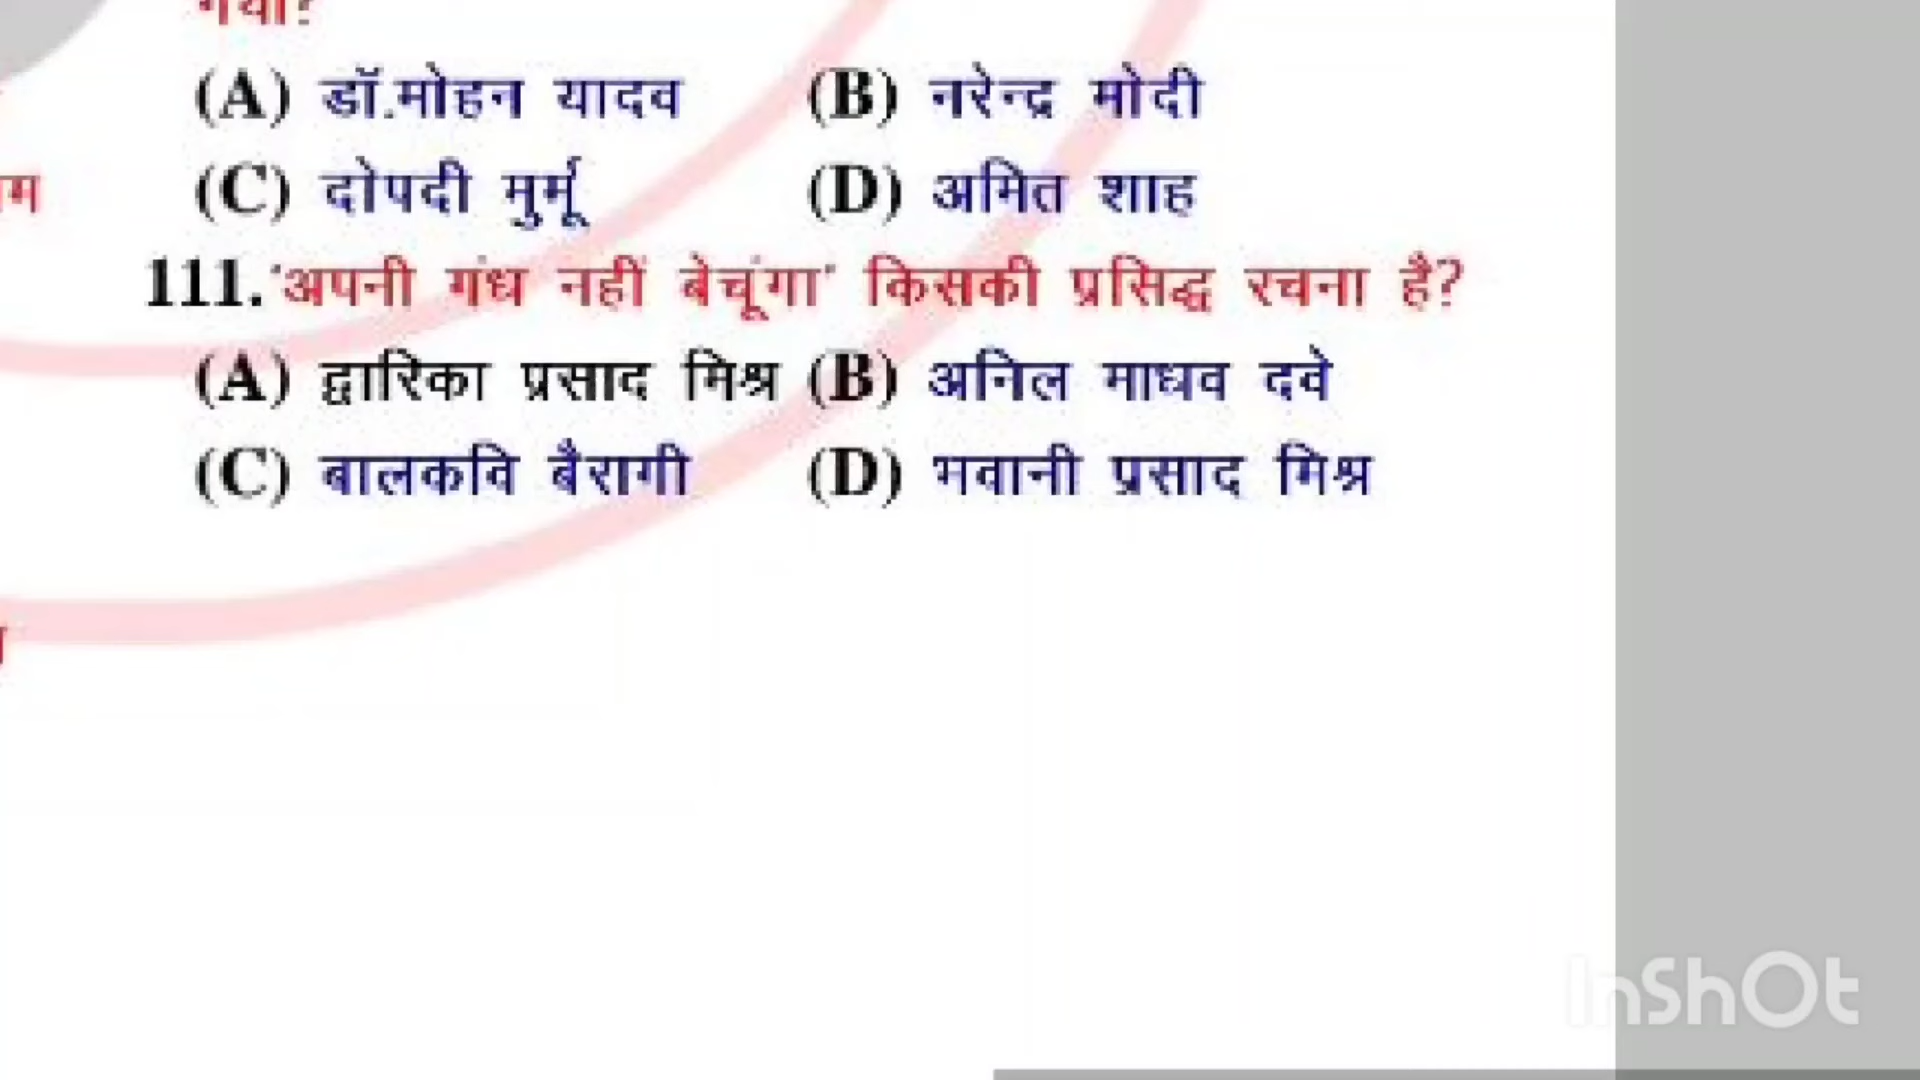 गया?
(A) डॉ.मोहन यादव (B) नरेन्द्र मोदी
(C) दोपदी मुर्मू (D) अमित शाह
111. 'अपनी गंध नहीं बेचूंगा' किसकी प्रसिद्ध रचना है?
(A) द्वारिका प्रसाद मिश्र (B) अनिल माधव दवे
(C) बालकवि बैरागी (D) भवानी प्रसाद मिश्र
InShOt